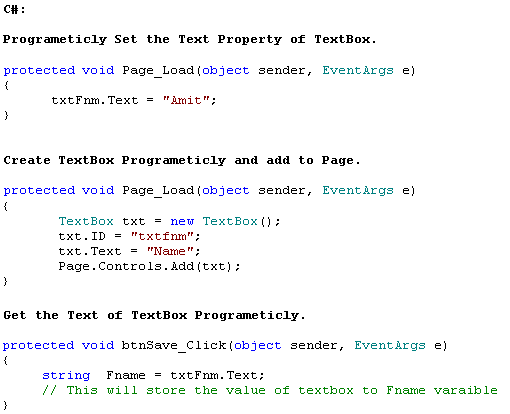 C#:
Programeticly Set the Text Property of TextBox.
protected void Page_Load(object sender, EventArgs e)
{
txtFnm.Text = "Amit";
}
Create TextBox Programeticly and add to Page.
protected void Page_Load(object sender, EventArgs e)
{
TextBox txt = new TextBox();
txt.ID = "txtfnm";
txt.Text = "Name";
Page.Controls.Add(txt);
}
Get the Text of TextBox Programeticly.
protected void btnSave_Click(object sender, EventArgs e)
{
string Fname = txtFnm.Text;
// This will store the value of textbox to Fname varaible
}